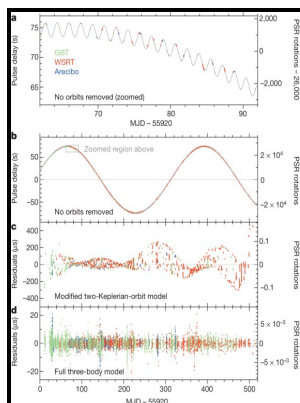 a
2,000
75
70
65
0
−2,000
GBT
WSRT
Arecibo
No orbits removed (zoomed)
Pulse delay (s)
PSR rotations − 26,000
70
80
90
MJD − 55920
b
50
0
−50
Zoomed region above
No orbits removed
Pulse delay (s)
2 × 10⁴
0
−2 × 10⁴
PSR rotations
c
400
200
0
−200
−400
Modified two-Keplerian-orbit model
Residuals (μs)
0.1
0
−0.1
PSR rotations
d
20
0
−20
Full three-body model
Residuals (μs)
5 × 10⁻³
0
−5 × 10⁻³
PSR rotations
0
100
200
300
400
500
MJD − 55920